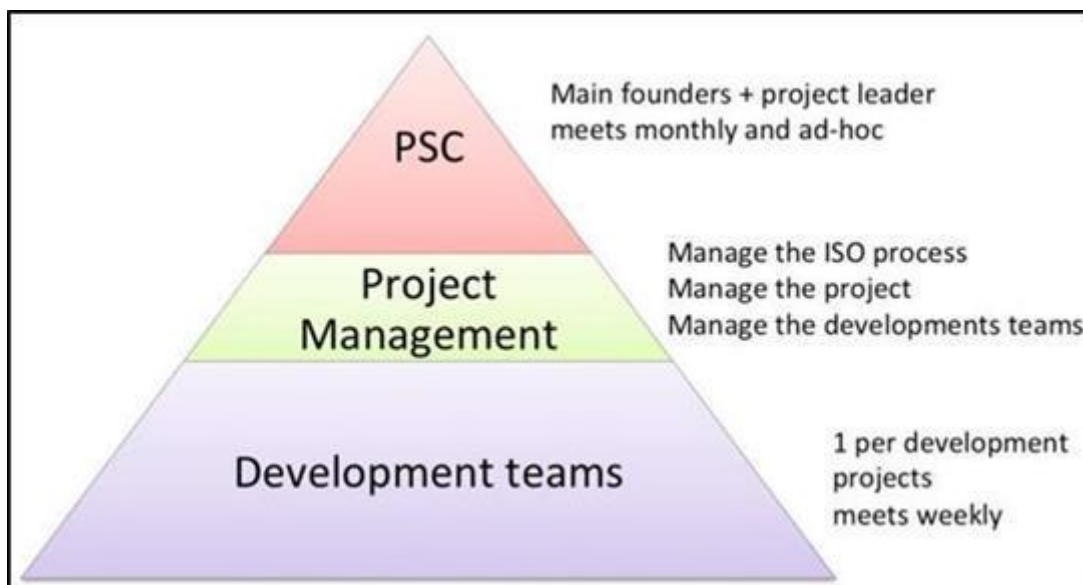 PSC
Main founders + project leader
meets monthly and ad-hoc
Project
Management
Manage the ISO process
Manage the project
Manage the developments teams
Development teams
1 per development
projects
meets weekly